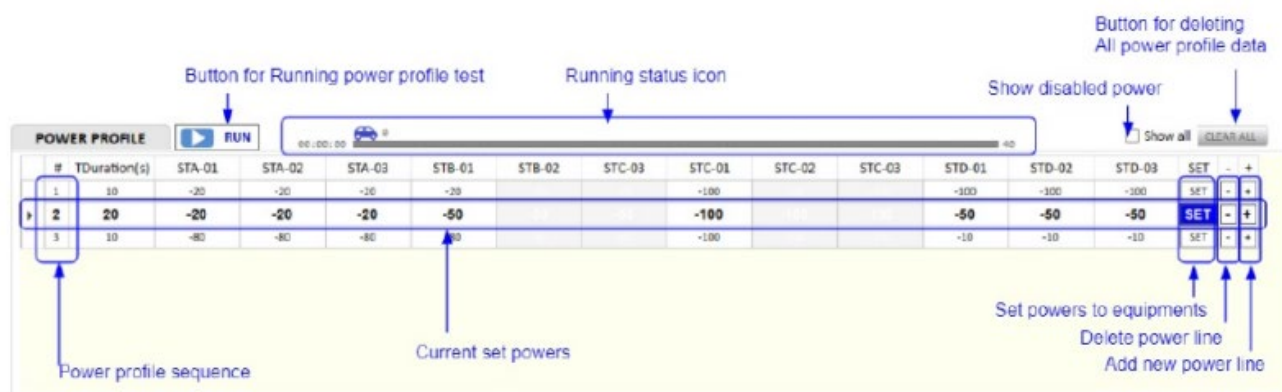 Button for deleting
All power profile data
Button for Running power profile test
Running status icon
Show disabled power
POWER PROFILE RUN 00:00:00 0 40 Show all CLEAR ALL
# TDuration(s) STA-01 STA-02 STA-03 STB-01 STB-02 STC-03 STC-01 STC-02 STC-03 STD-01 STD-02 STD-03 SET - +
1 10 -20 -20 -20 -20 -100 -100 -100 -100 SET - +
2 20 -20 -20 -20 -50 -100 -50 -50 -50 SET - +
3 10 -80 -80 -80 -100 -10 -10 -10 SET - +
Set powers to equipments
Delete power line
Current set powers
Add new power line
Power profile sequence